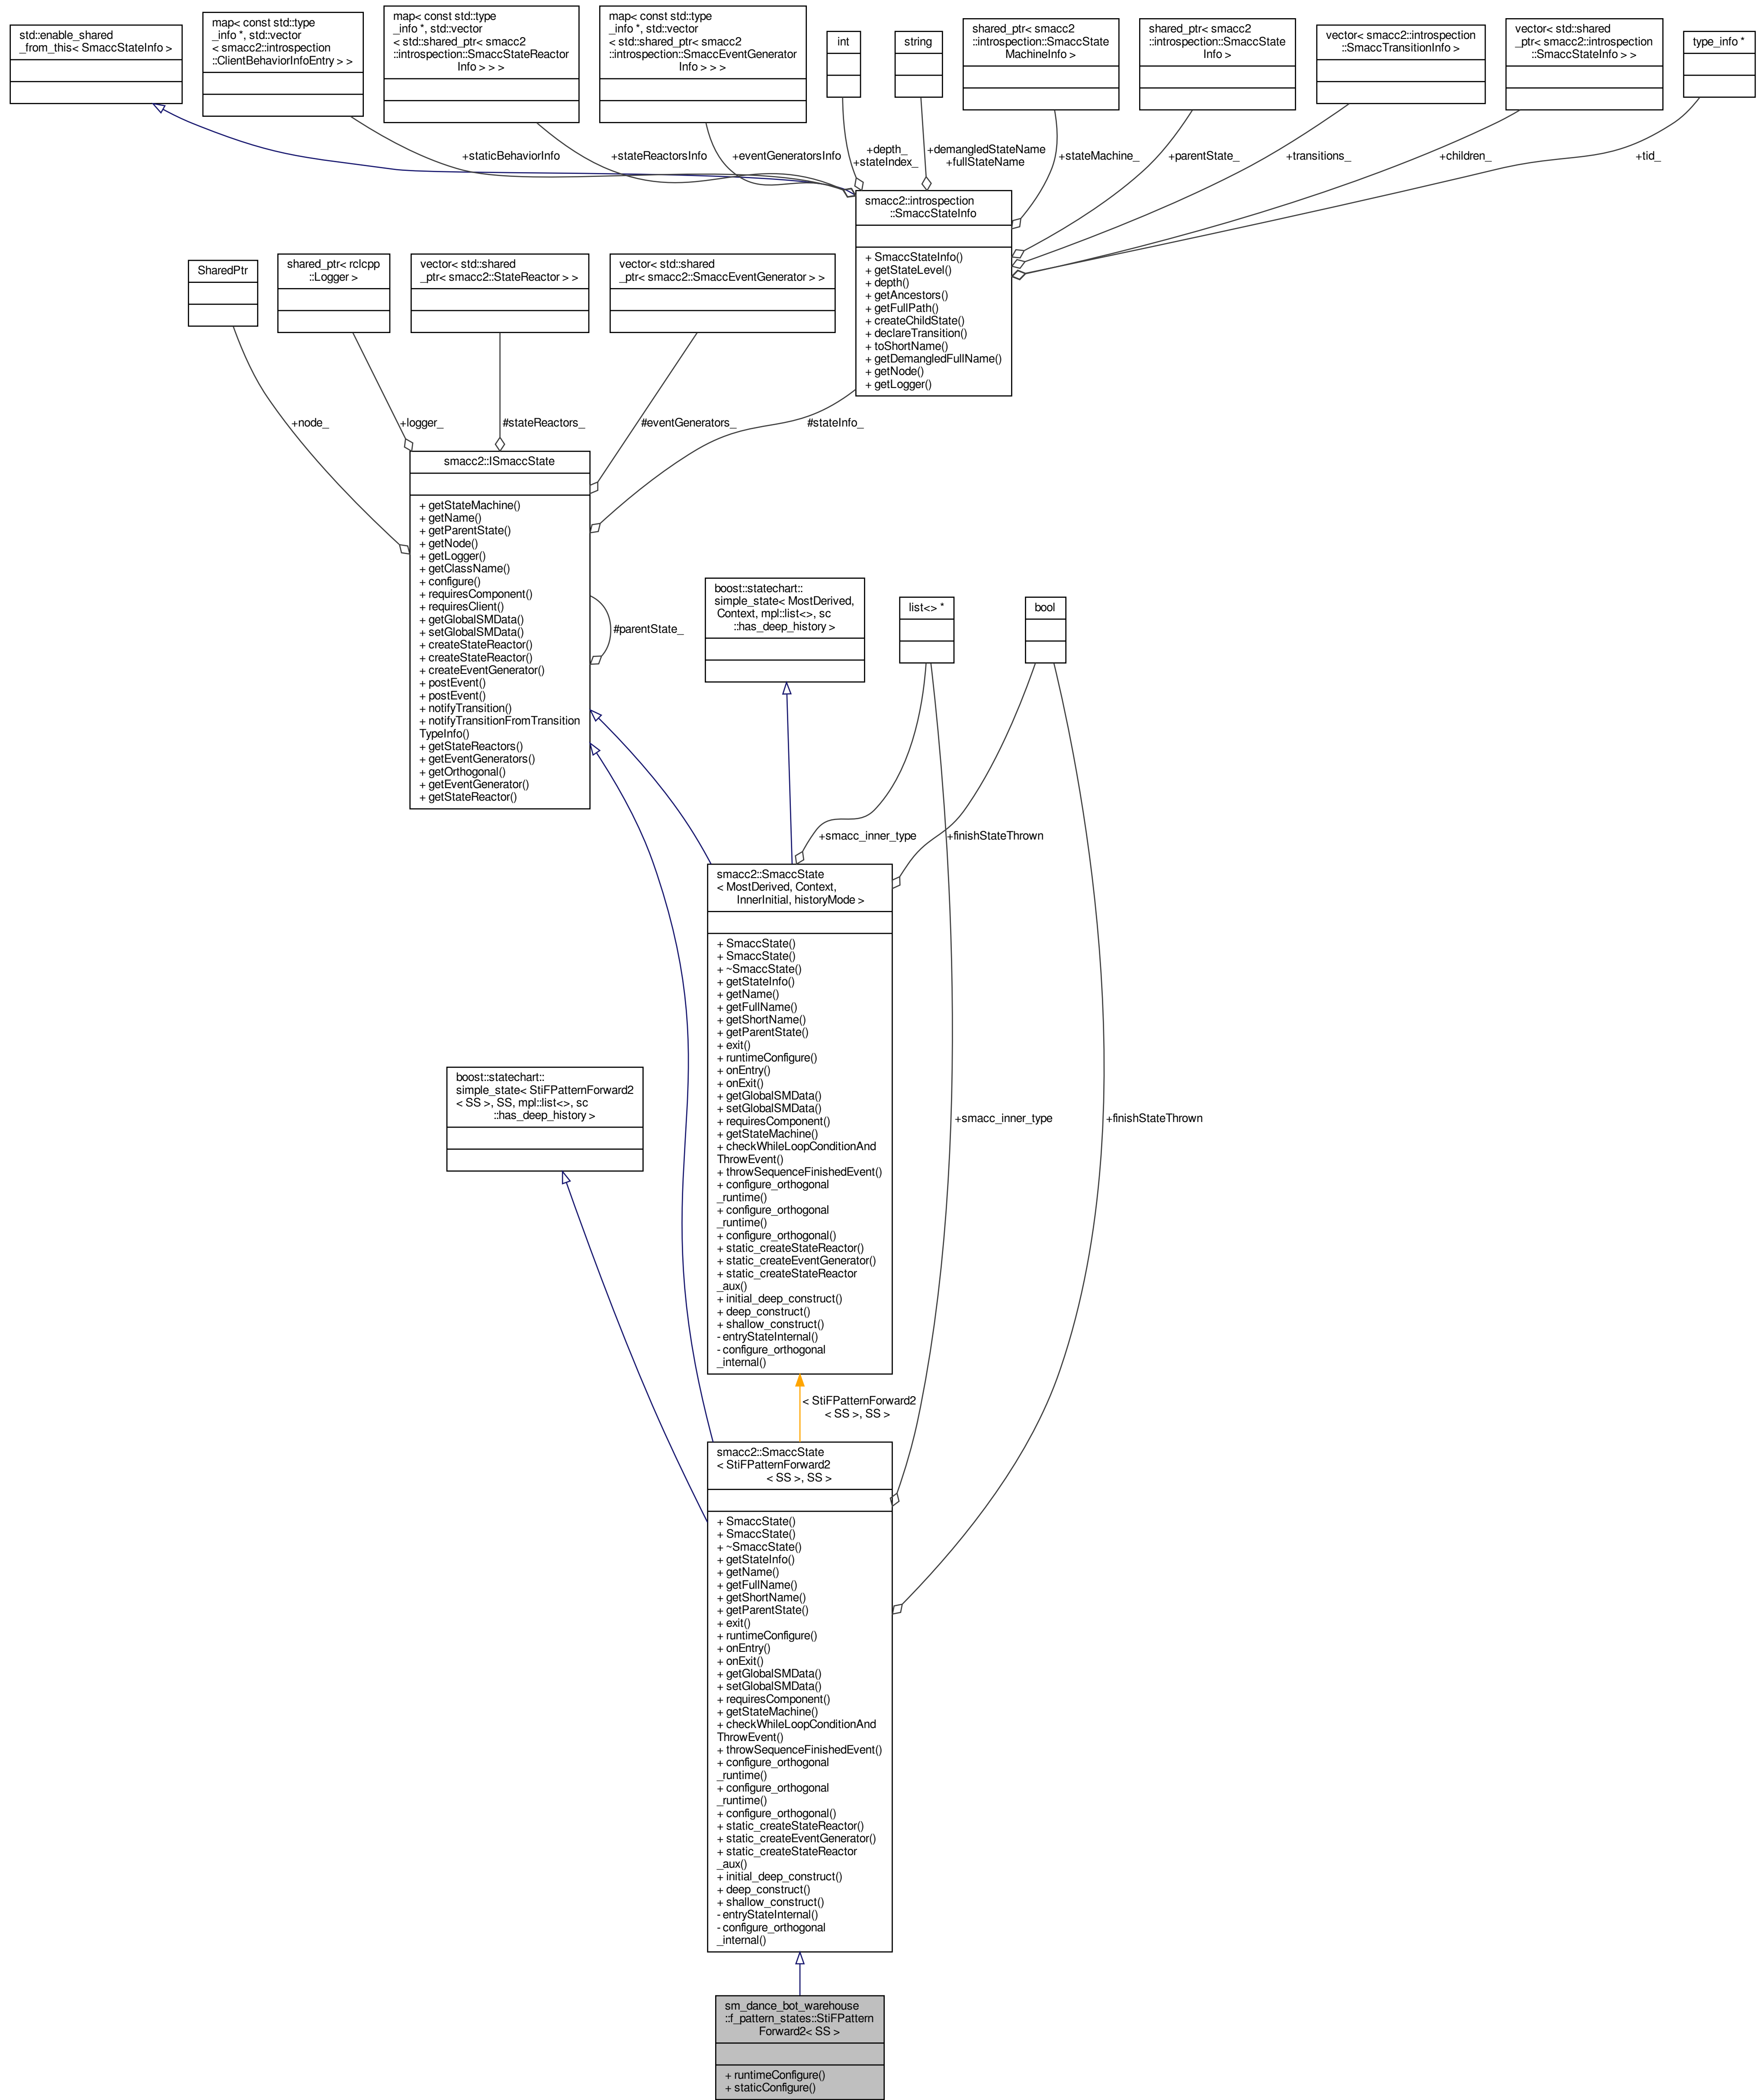 std::enable_shared
_from_this< SmaccStateInfo >
map< const std::type
_info *, std::vector
< smacc2::introspection
::ClientBehaviorInfoEntry > >
map< const std::type
_info *, std::vector
< std::shared_ptr< smacc2
::introspection::SmaccStateReactor
Info > > >
map< const std::type
_info *, std::vector
< std::shared_ptr< smacc2
::introspection::SmaccEventGenerator
Info > > >
int
string
shared_ptr< smacc2
::introspection::SmaccState
MachineInfo >
shared_ptr< smacc2
::introspection::SmaccState
Info >
vector< smacc2::introspection
::SmaccTransitionInfo >
vector< std::shared
_ptr< smacc2::introspection
::SmaccStateInfo > >
type_info *
+staticBehaviorInfo
+stateReactorsInfo
+eventGeneratorsInfo
+depth_
+stateIndex_
+demangledStateName
+fullStateName
+stateMachine_
+parentState_
+transitions_
+children_
+tid_
smacc2::introspection
::SmaccStateInfo
+ SmaccStateInfo()
+ getStateLevel()
+ depth()
+ getAncestors()
+ getFullPath()
+ createChildState()
+ declareTransition()
+ toShortName()
+ getDemangledFullName()
+ getNode()
+ getLogger()
SharedPtr
shared_ptr< rclcpp
::Logger >
vector< std::shared
_ptr< smacc2::StateReactor > >
vector< std::shared
_ptr< smacc2::SmaccEventGenerator > >
+node_
+logger_
#stateReactors_
#eventGenerators_
#stateInfo_
smacc2::ISmaccState
+ getStateMachine()
+ getName()
+ getParentState()
+ getNode()
+ getLogger()
+ getClassName()
+ configure()
+ requiresComponent()
+ requiresClient()
+ getGlobalSMData()
+ setGlobalSMData()
+ createStateReactor()
+ createStateReactor()
+ createEventGenerator()
+ postEvent()
+ postEvent()
+ notifyTransition()
+ notifyTransitionFromTransition
TypeInfo()
+ getStateReactors()
+ getEventGenerators()
+ getOrthogonal()
+ getEventGenerator()
+ getStateReactor()
#parentState_
boost::statechart::
simple_state< MostDerived,
Context, mpl::list<>, sc
::has_deep_history >
list<> *
bool
+smacc_inner_type
+finishStateThrown
smacc2::SmaccState
< MostDerived, Context,
InnerInitial, historyMode >
+ SmaccState()
+ SmaccState()
+ ~SmaccState()
+ getStateInfo()
+ getName()
+ getFullName()
+ getShortName()
+ getParentState()
+ exit()
+ runtimeConfigure()
+ onEntry()
+ onExit()
+ getGlobalSMData()
+ setGlobalSMData()
+ requiresComponent()
+ getStateMachine()
+ checkWhileLoopConditionAnd
ThrowEvent()
+ throwSequenceFinishedEvent()
+ configure_orthogonal
_runtime()
+ configure_orthogonal
_runtime()
+ configure_orthogonal()
+ static_createStateReactor()
+ static_createEventGenerator()
+ static_createStateReactor
_aux()
+ initial_deep_construct()
+ deep_construct()
+ shallow_construct()
- entryStateInternal()
- configure_orthogonal
_internal()
boost::statechart::
simple_state< StiFPatternForward2
< SS >, SS, mpl::list<>, sc
::has_deep_history >
+smacc_inner_type
+finishStateThrown
< StiFPatternForward2
< SS >, SS >
smacc2::SmaccState
< StiFPatternForward2
< SS >, SS >
+ SmaccState()
+ SmaccState()
+ ~SmaccState()
+ getStateInfo()
+ getName()
+ getFullName()
+ getShortName()
+ getParentState()
+ exit()
+ runtimeConfigure()
+ onEntry()
+ onExit()
+ getGlobalSMData()
+ setGlobalSMData()
+ requiresComponent()
+ getStateMachine()
+ checkWhileLoopConditionAnd
ThrowEvent()
+ throwSequenceFinishedEvent()
+ configure_orthogonal
_runtime()
+ configure_orthogonal
_runtime()
+ configure_orthogonal()
+ static_createStateReactor()
+ static_createEventGenerator()
+ static_createStateReactor
_aux()
+ initial_deep_construct()
+ deep_construct()
+ shallow_construct()
- entryStateInternal()
- configure_orthogonal
_internal()
sm_dance_bot_warehouse
::f_pattern_states::StiFPattern
Forward2< SS >
+ runtimeConfigure()
+ staticConfigure()